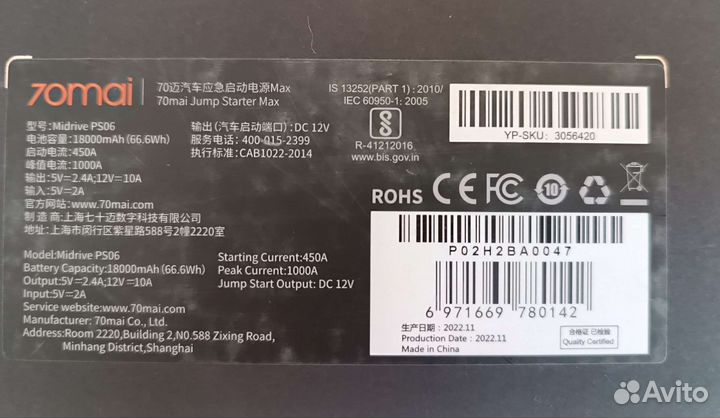 70mai
70迈汽车应急启动电源Max
70mai Jump Starter Max
型号:Midrive PS06
电池容量:18000mAh(66.6Wh)
启动电流:450A
峰值电流:1000A
输出:5V⎓2.4A;12V⎓10A
输入:5V⎓2A
官方网站:www.70mai.com
制造商:上海七十迈数字科技有限公司
地址:上海市闵行区紫星路588号2幢2220室
输出(汽车启动端口):DC 12V
服务电话:400-015-2399
执行标准:CAB1022-2014
Model:Midrive PS06
Battery Capacity:18000mAh (66.6Wh)
Output:5V⎓2.4A; 12V⎓10A
Input:5V⎓2A
Website:www.70mai.com
Manufacturer:70mai Co., Ltd.
Address:Room 2220,Building 2,NO.588 Zixing Road,
Minhang District,Shanghai
Starting Current:450A
Peak Current:1000A
Jump Start Output: DC 12V
IS 13252(PART 1) : 2010/
IEC 60950-1: 2005
R-41212016
www.bis.gov.in
YP-SKU: 3056420
ROHS CE FC 10
P02H2BA0047
6 971669 780142
生产日期:2022.11
Production Date:2022.11
Made in China
合格证 已检验
Quality Certified
Avito